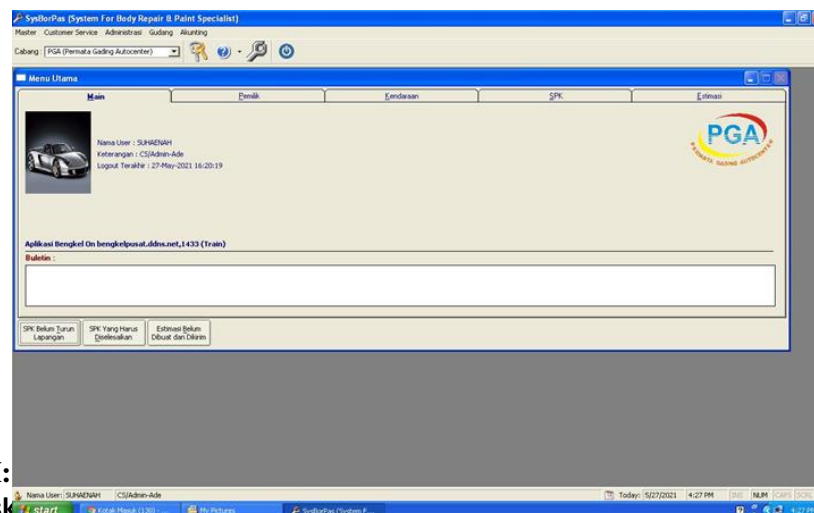 SysBorPas (System For Body Repair & Paint Specialist)
Master Customer Service Administrasi Gudang Akunting
Cabang : PGA (Permata Gading Autocenter)
Menu Utama
Main Pemilik Kendaraan SPK Estimasi
Nama User : SUHAENAH
Keterangan : CS/Admin-Ade
Logout Terakhir : 27-May-2021 16:20:19
PGA
PERMATA GADING AUTOCENTER
Aplikasi Bengkel On bengkelpusat.ddns.net,1433 (Train)
Buletin :
SPK Belum Turun Lapangan
SPK Yang Harus Diselesaikan
Estimasi Belum Dibuat dan Dikirim
Nama User: SUHAENAH CS/Admin-Ade Today: 5/27/2021 4:27 PM INS NUM CAPS SCRL
start Kotak Masuk (130) - ... My Pictures SysBorPas (System F... 4:27 PM